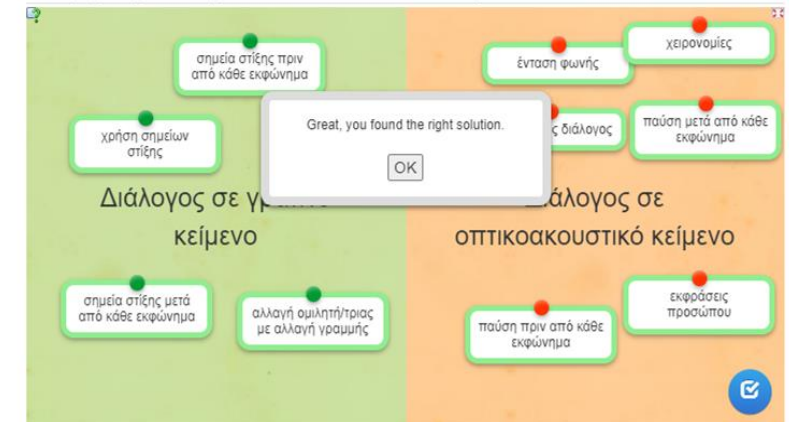 σημεία στίξης πριν
από κάθε εκφώνημα
ένταση φωνής
χειρονομίες
χρήση σημείων
στίξης
Great, you found the right solution.
OK
διάλογος
παύση μετά από κάθε
εκφώνημα
Διάλογος σε
κείμενο
Διάλογος σε
οπτικοακουστικό κείμενο
σημεία στίξης μετά
από κάθε εκφώνημα
αλλαγή ομιλητή/τριας
με αλλαγή γραμμής
παύση πριν από κάθε
εκφώνημα
εκφράσεις
προσώπου